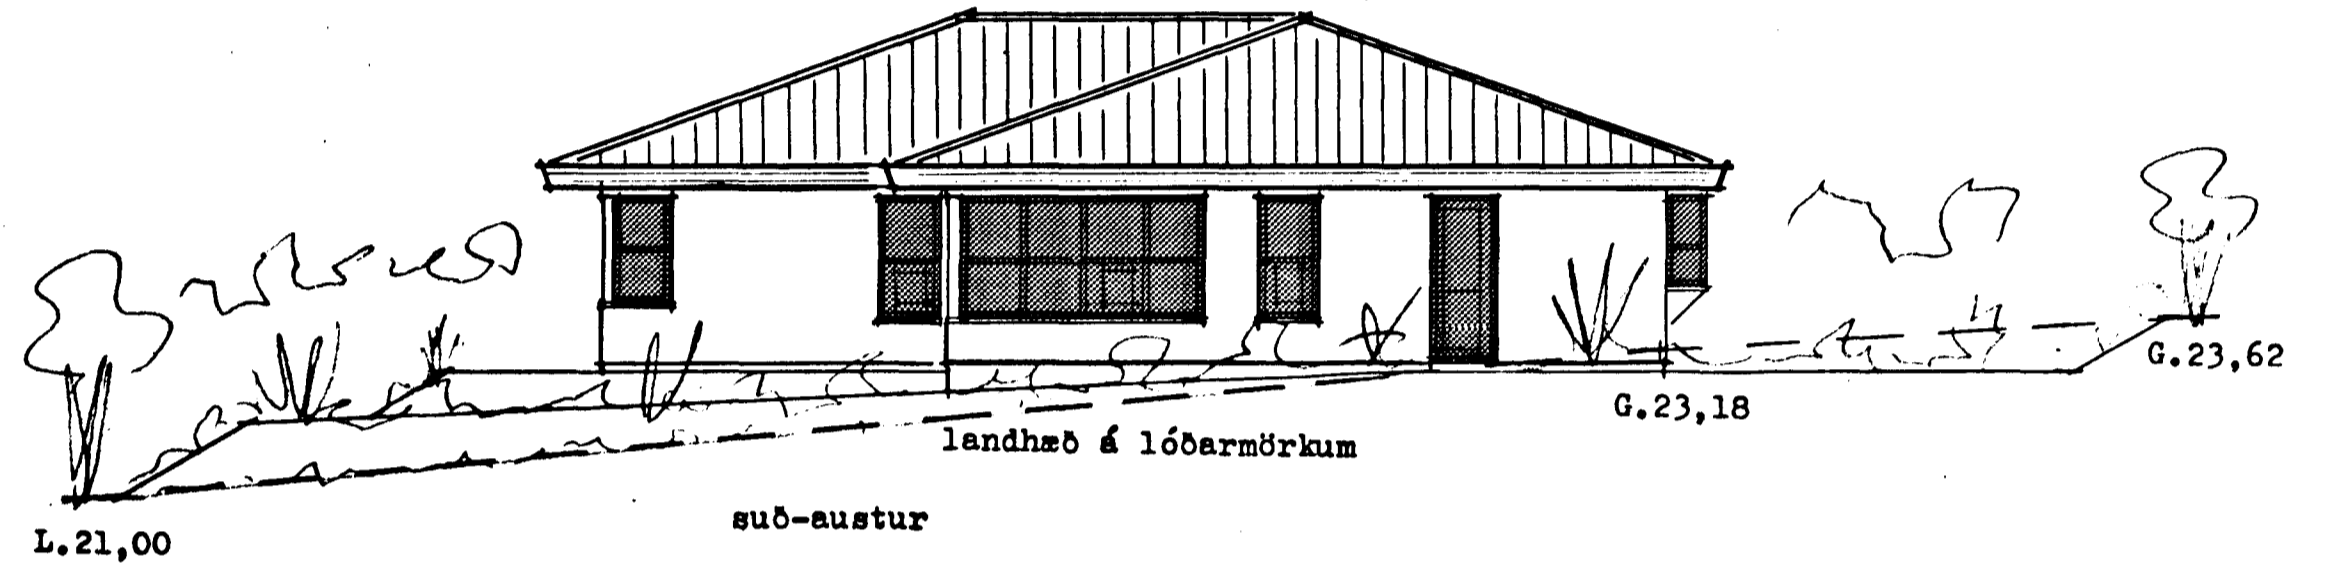 G.23,62
G.23,18
landhæð á lóðarmörkum
suð-austur
L.21,00